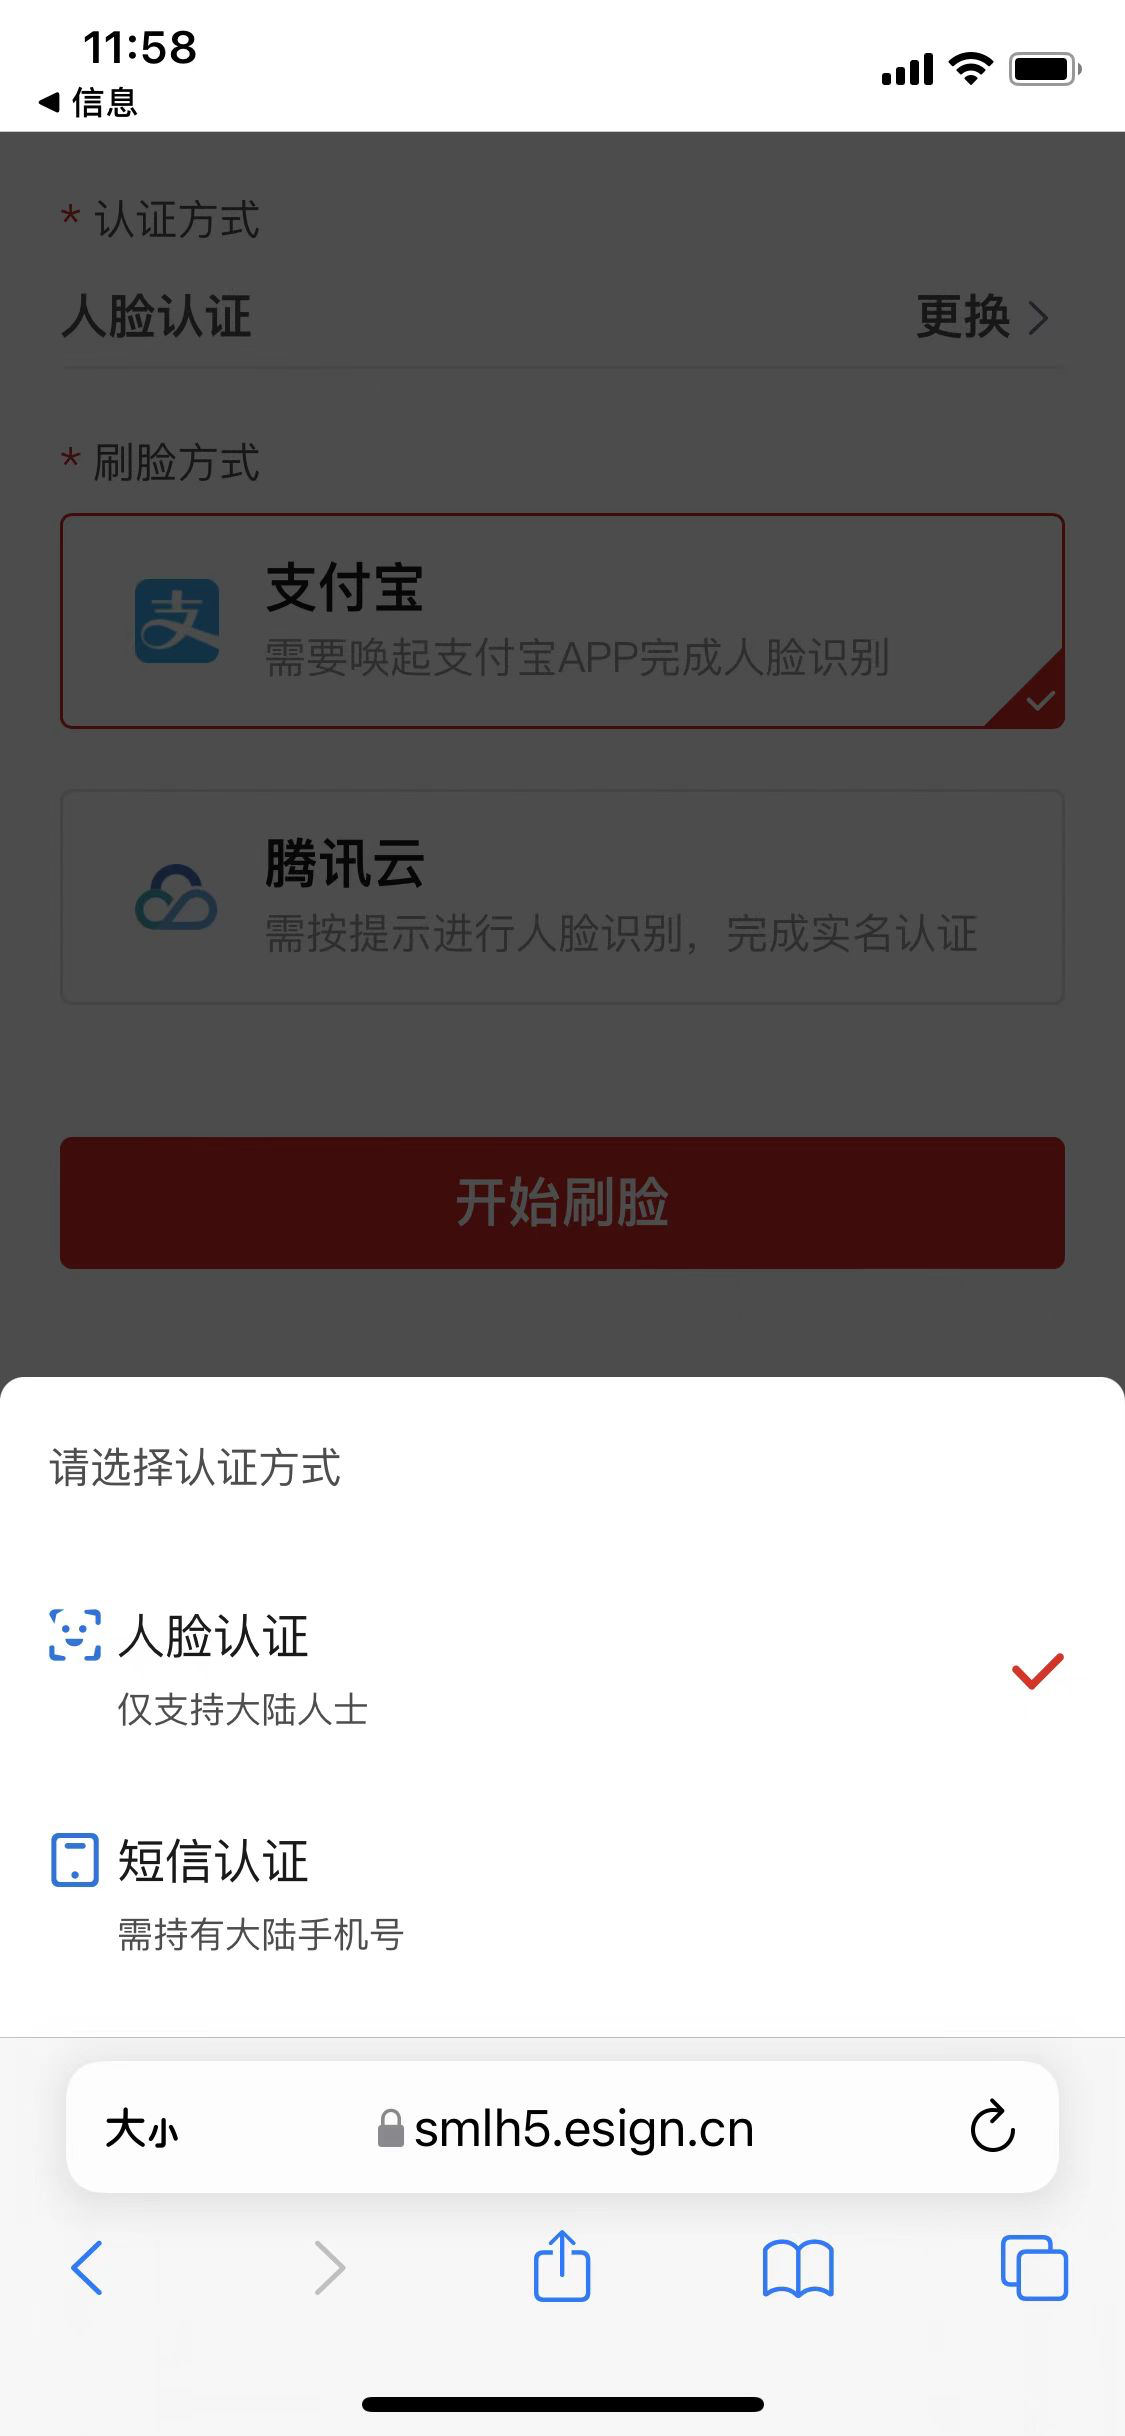 11:58
◀ 信息
* 认证方式
人脸认证 更换
* 刷脸方式
支付宝
需要唤起支付宝APP完成人脸识别
腾讯云
需按提示进行人脸识别，完成实名认证
开始刷脸
请选择认证方式
人脸认证
仅支持大陆人士
短信认证
需持有大陆手机号
大小 smlh5.esign.cn